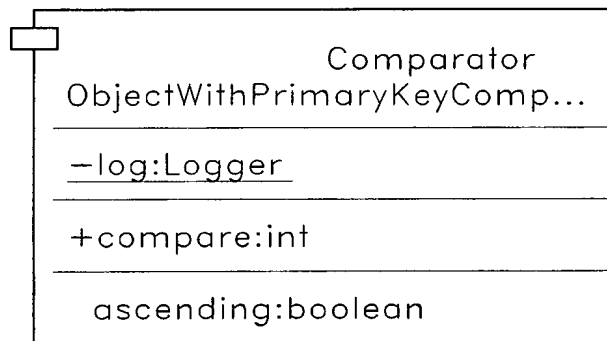 Comparator
ObjectWithPrimaryKeyComp...
−log:Logger
+compare:int
ascending:boolean